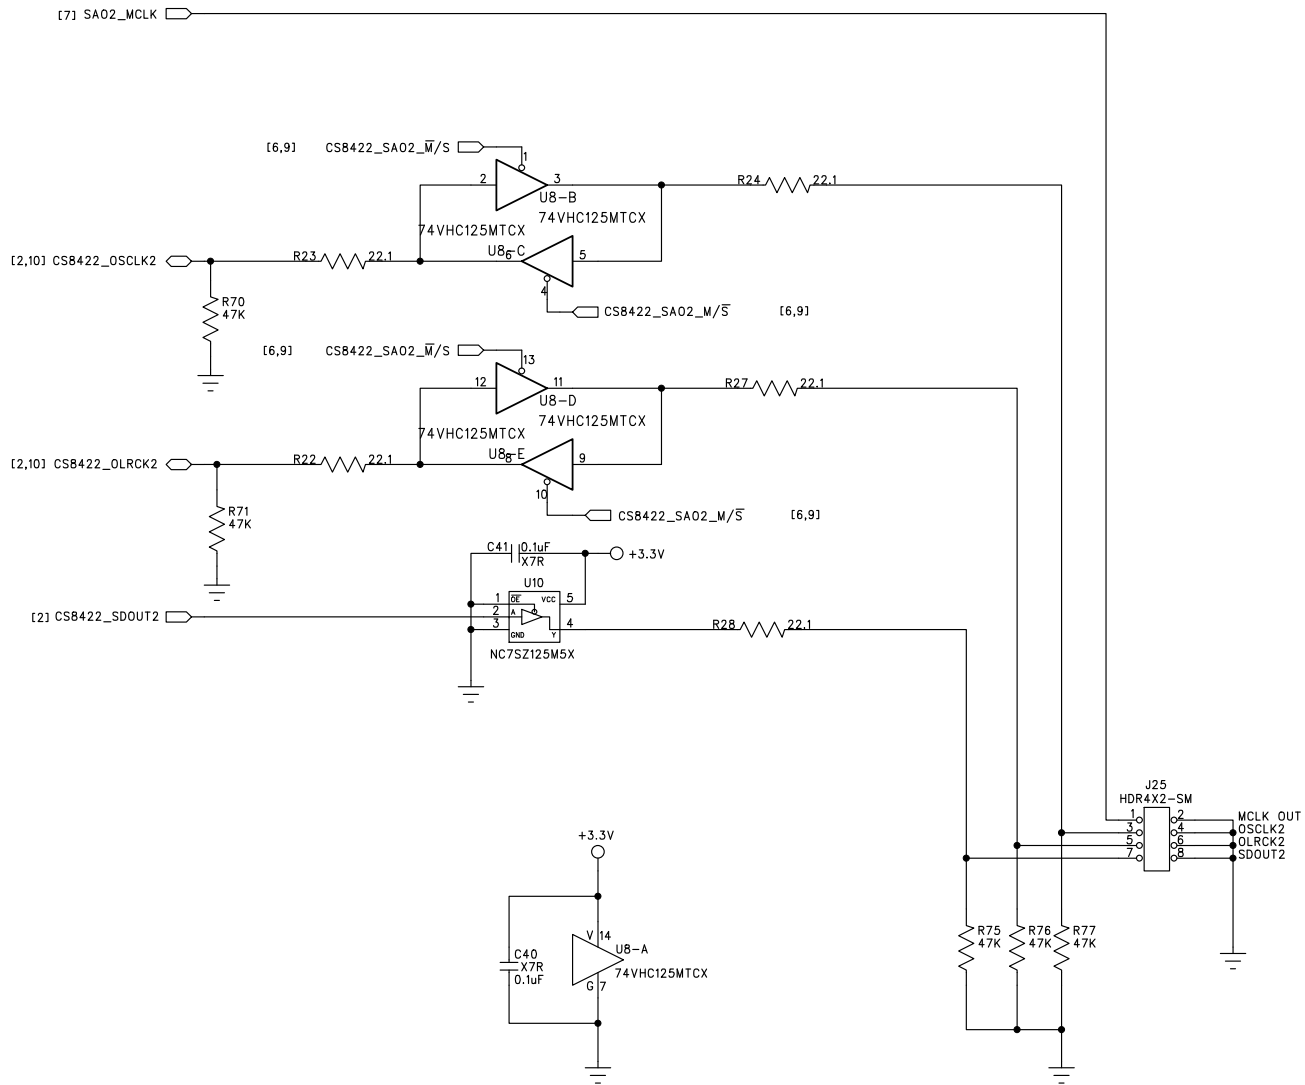 [7] SAO2_MCLK
[6,9] CS8422_SAO2_M̅/S
1
2
3
U8-B
74VHC125MTCX
R24 22.1
74VHC125MTCX
U8-C
[2,10] CS8422_OSCLK2
R23 22.1
6
5
4
R70
47K
CS8422_SAO2_M/S̅ [6,9]
[6,9] CS8422_SAO2_M̅/S
13
12
11
U8-D
74VHC125MTCX
R27 22.1
74VHC125MTCX
U8-E
[2,10] CS8422_OLRCK2
R22 22.1
8
9
10
R71
47K
CS8422_SAO2_M/S̅ [6,9]
C41 0.1uF
X7R
+3.3V
U10
1 O̅E̅ VCC 5
[2] CS8422_SDOUT2
2 A
3 GND Y 4
NC7SZ125M5X
R28 22.1
J25
HDR4X2-SM
1 2 MCLK OUT
3 4 OSCLK2
5 6 OLRCK2
7 8 SDOUT2
+3.3V
V 14
U8-A
74VHC125MTCX
G 7
C40
X7R
0.1uF
R75
47K
R76
47K
R77
47K